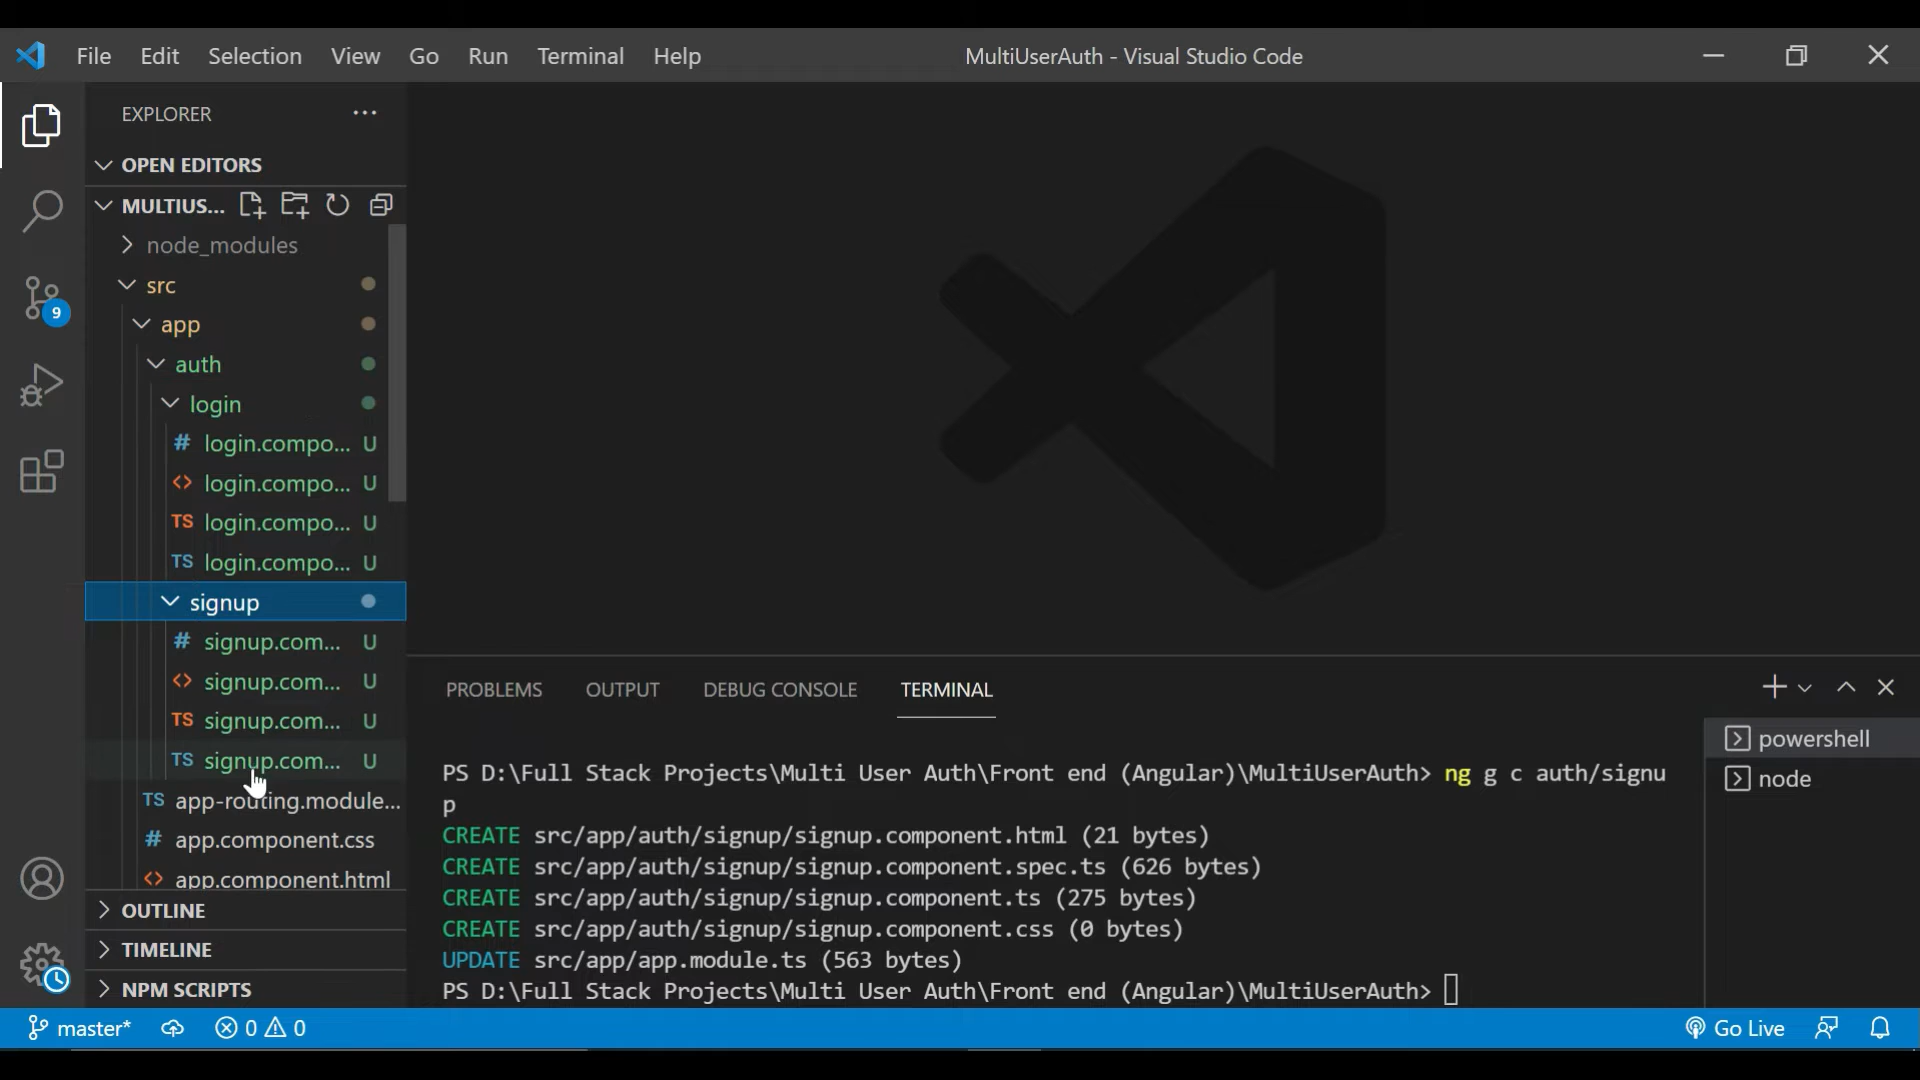 File Edit Selection View Go Run Terminal Help MultiUserAuth - Visual Studio Code
EXPLORER ...
OPEN EDITORS
MULTIUS...
node_modules
src
app
auth
login
# login.compo... U
<> login.compo... U
TS login.compo... U
TS login.compo... U
signup
# signup.com... U
<> signup.com... U
TS signup.com... U
TS signup.com... U
TS app-routing.module...
# app.component.css
<> app.component.html
OUTLINE
TIMELINE
NPM SCRIPTS
9
PROBLEMS OUTPUT DEBUG CONSOLE TERMINAL
PS D:\Full Stack Projects\Multi User Auth\Front end (Angular)\MultiUserAuth> ng g c auth/signu
p
CREATE src/app/auth/signup/signup.component.html (21 bytes)
CREATE src/app/auth/signup/signup.component.spec.ts (626 bytes)
CREATE src/app/auth/signup/signup.component.ts (275 bytes)
CREATE src/app/auth/signup/signup.component.css (0 bytes)
UPDATE src/app/app.module.ts (563 bytes)
PS D:\Full Stack Projects\Multi User Auth\Front end (Angular)\MultiUserAuth>
powershell
node
master* 0 0 Go Live